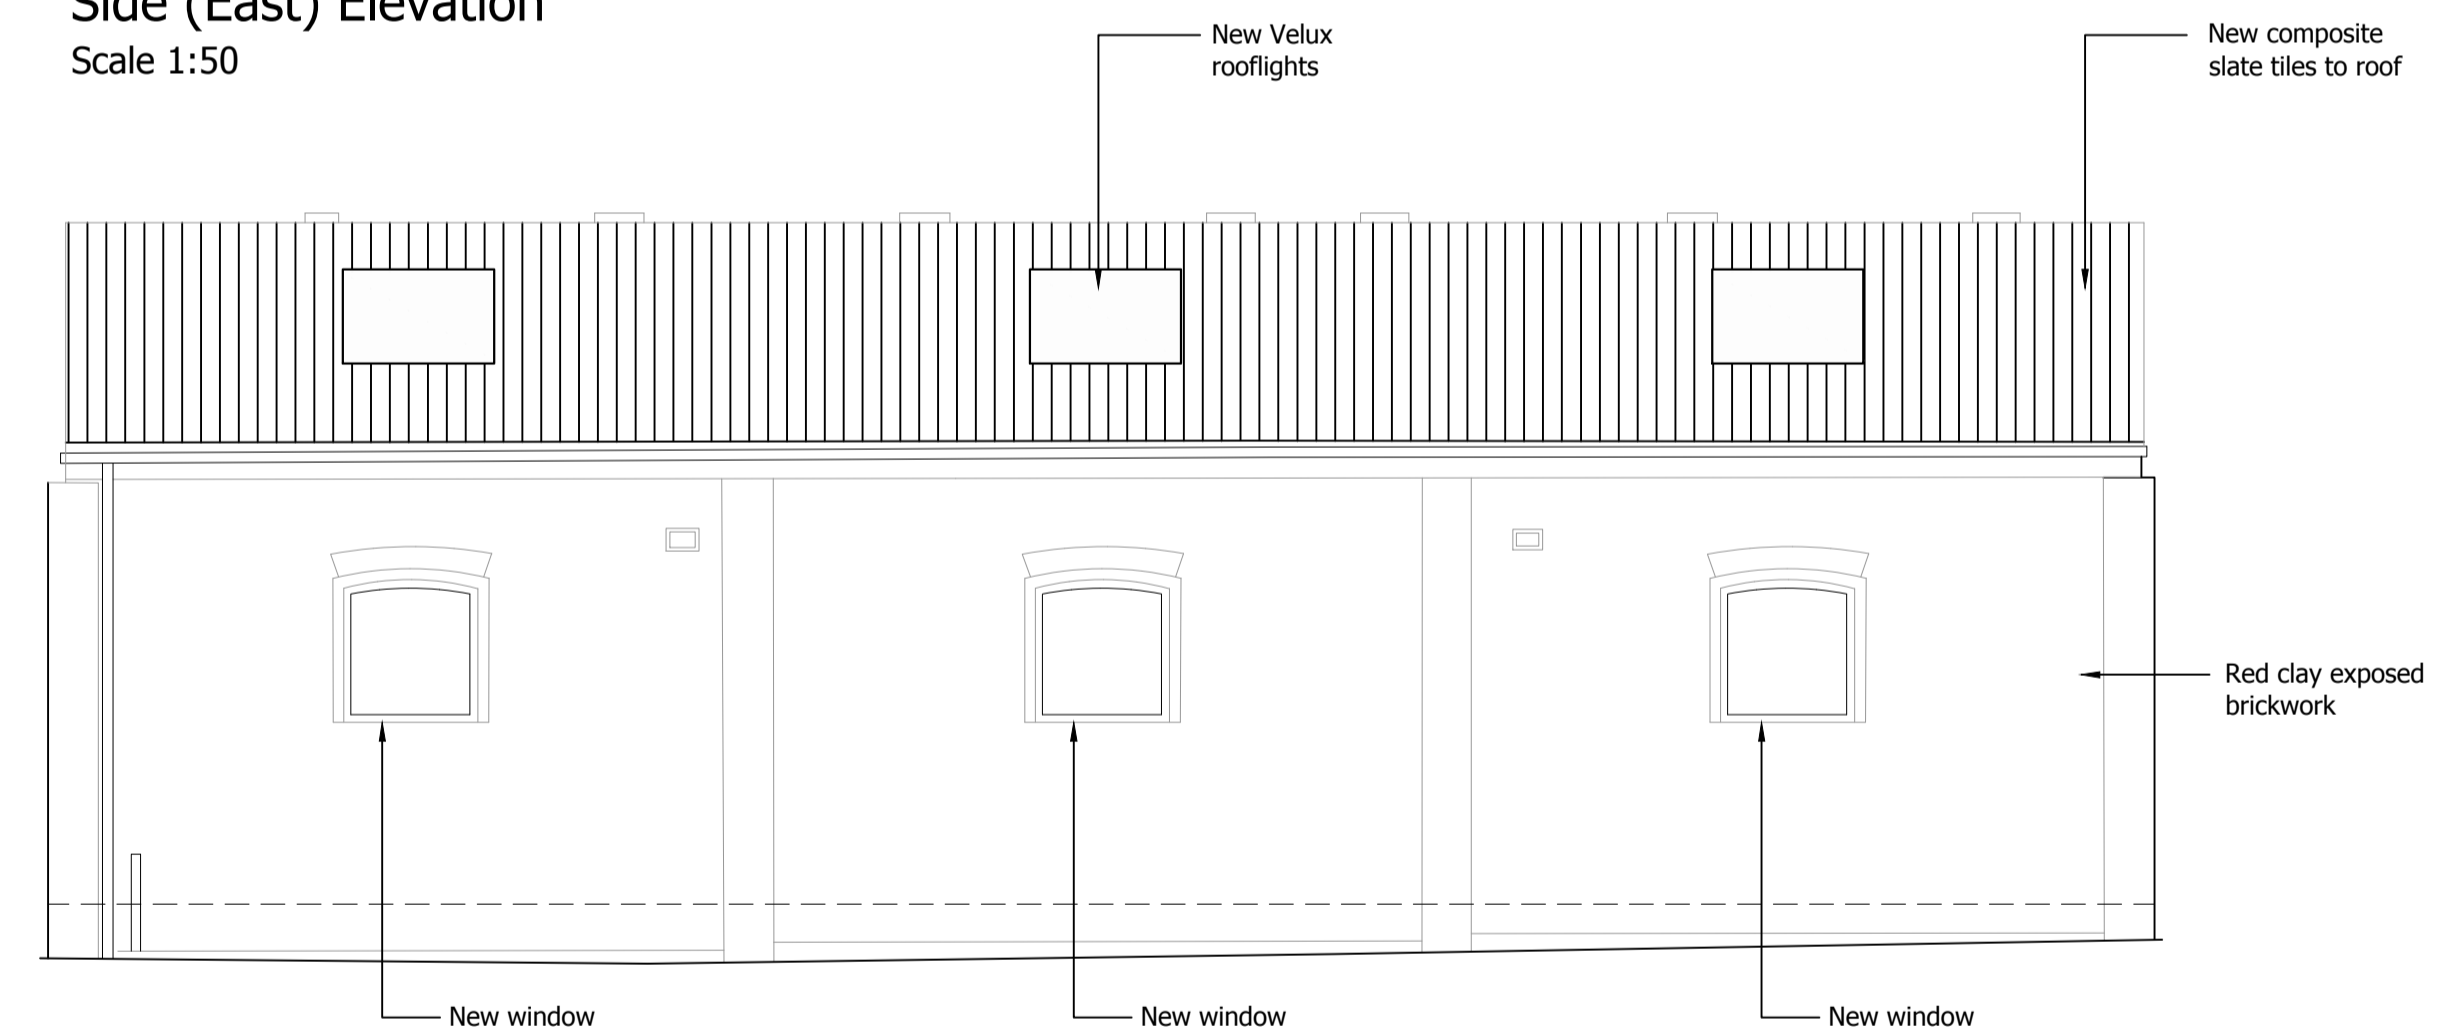 Side (East) Elevation
Scale 1:50
New Velux
rooflights
New composite
slate tiles to roof
Red clay exposed
brickwork
New window
New window
New window